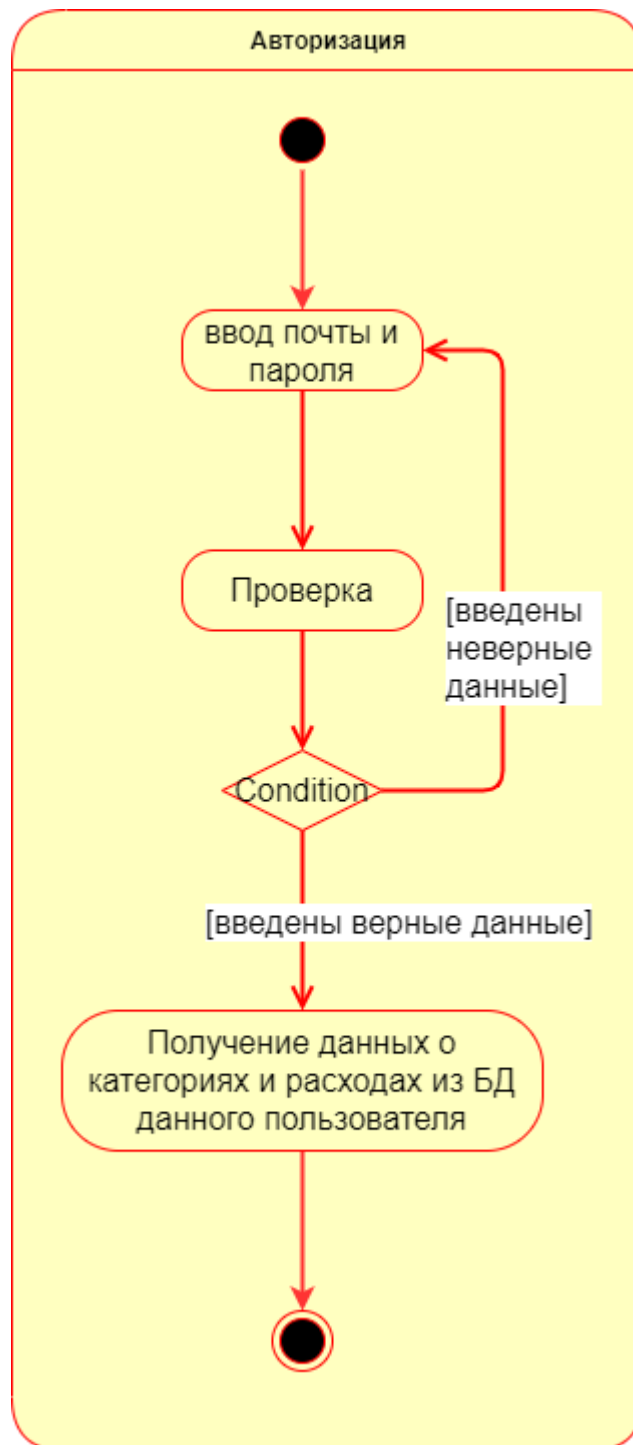 Авторизация
ввод почты и
пароля
Проверка
[введены
неверные
данные]
Condition
[введены верные данные]
Получение данных о
категориях и расходах из БД
данного пользователя